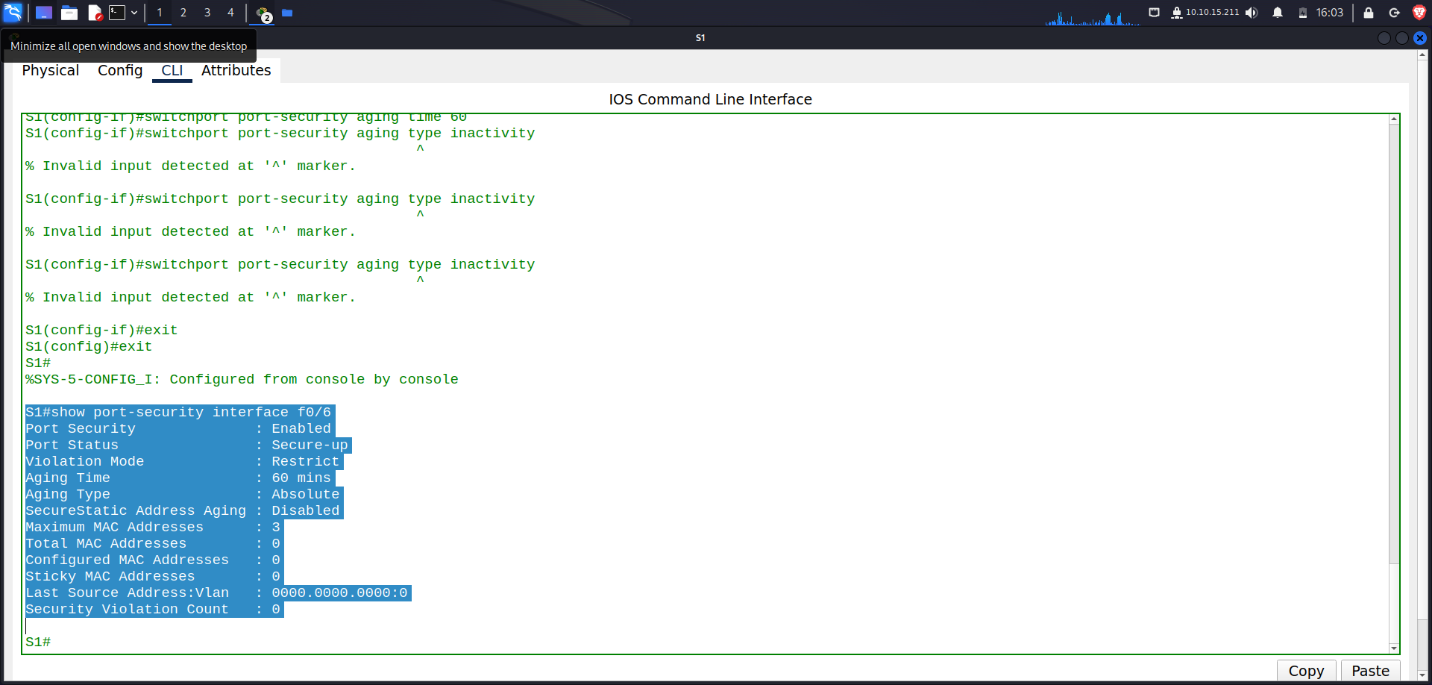 1 2 3 4 2 10.10.15.211 16:03
S1
Minimize all open windows and show the desktop
Physical Config CLI Attributes
IOS Command Line Interface
S1(config-if)#switchport port-security aging time 60
S1(config-if)#switchport port-security aging type inactivity
^
% Invalid input detected at '^' marker.
S1(config-if)#switchport port-security aging type inactivity
^
% Invalid input detected at '^' marker.
S1(config-if)#switchport port-security aging type inactivity
^
% Invalid input detected at '^' marker.
S1(config-if)#exit
S1(config)#exit
S1#
%SYS-5-CONFIG_I: Configured from console by console
S1#show port-security interface f0/6
Port Security : Enabled
Port Status : Secure-up
Violation Mode : Restrict
Aging Time : 60 mins
Aging Type : Absolute
SecureStatic Address Aging : Disabled
Maximum MAC Addresses : 3
Total MAC Addresses : 0
Configured MAC Addresses : 0
Sticky MAC Addresses : 0
Last Source Address:Vlan : 0000.0000.0000:0
Security Violation Count : 0
S1#
Copy Paste